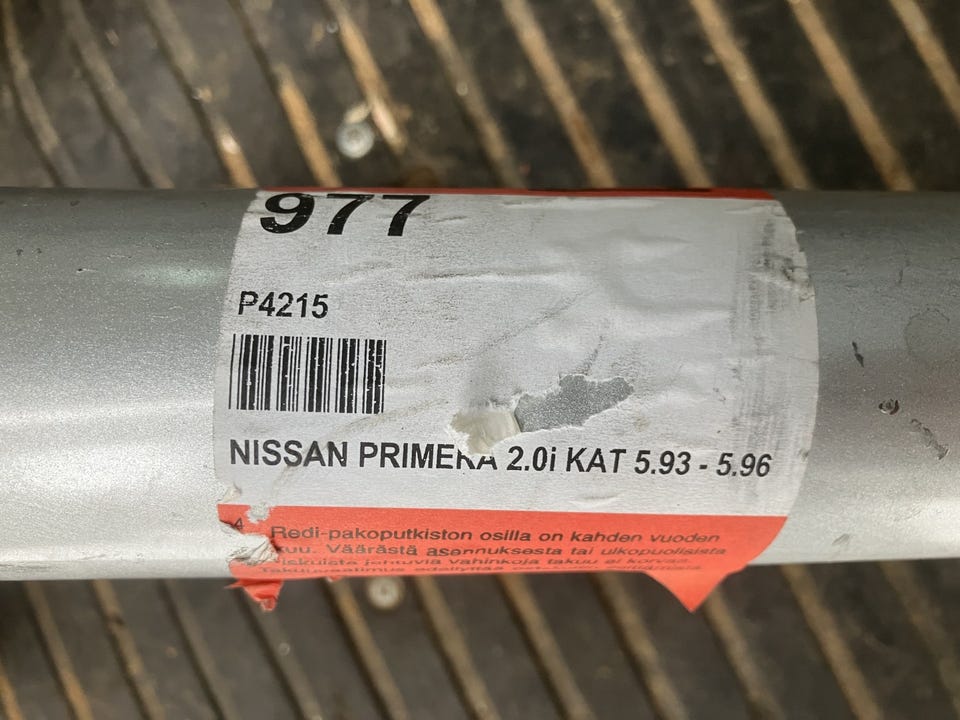 977
P4215
NISSAN PRIMERA 2.0i KAT 5.93 - 5.96
Redi-pakoputkiston osilla on kahden vuoden
Väärästä asennuksesta tai ulkopuolisista
johtuvia vahinkoja takuu ei korvaa.